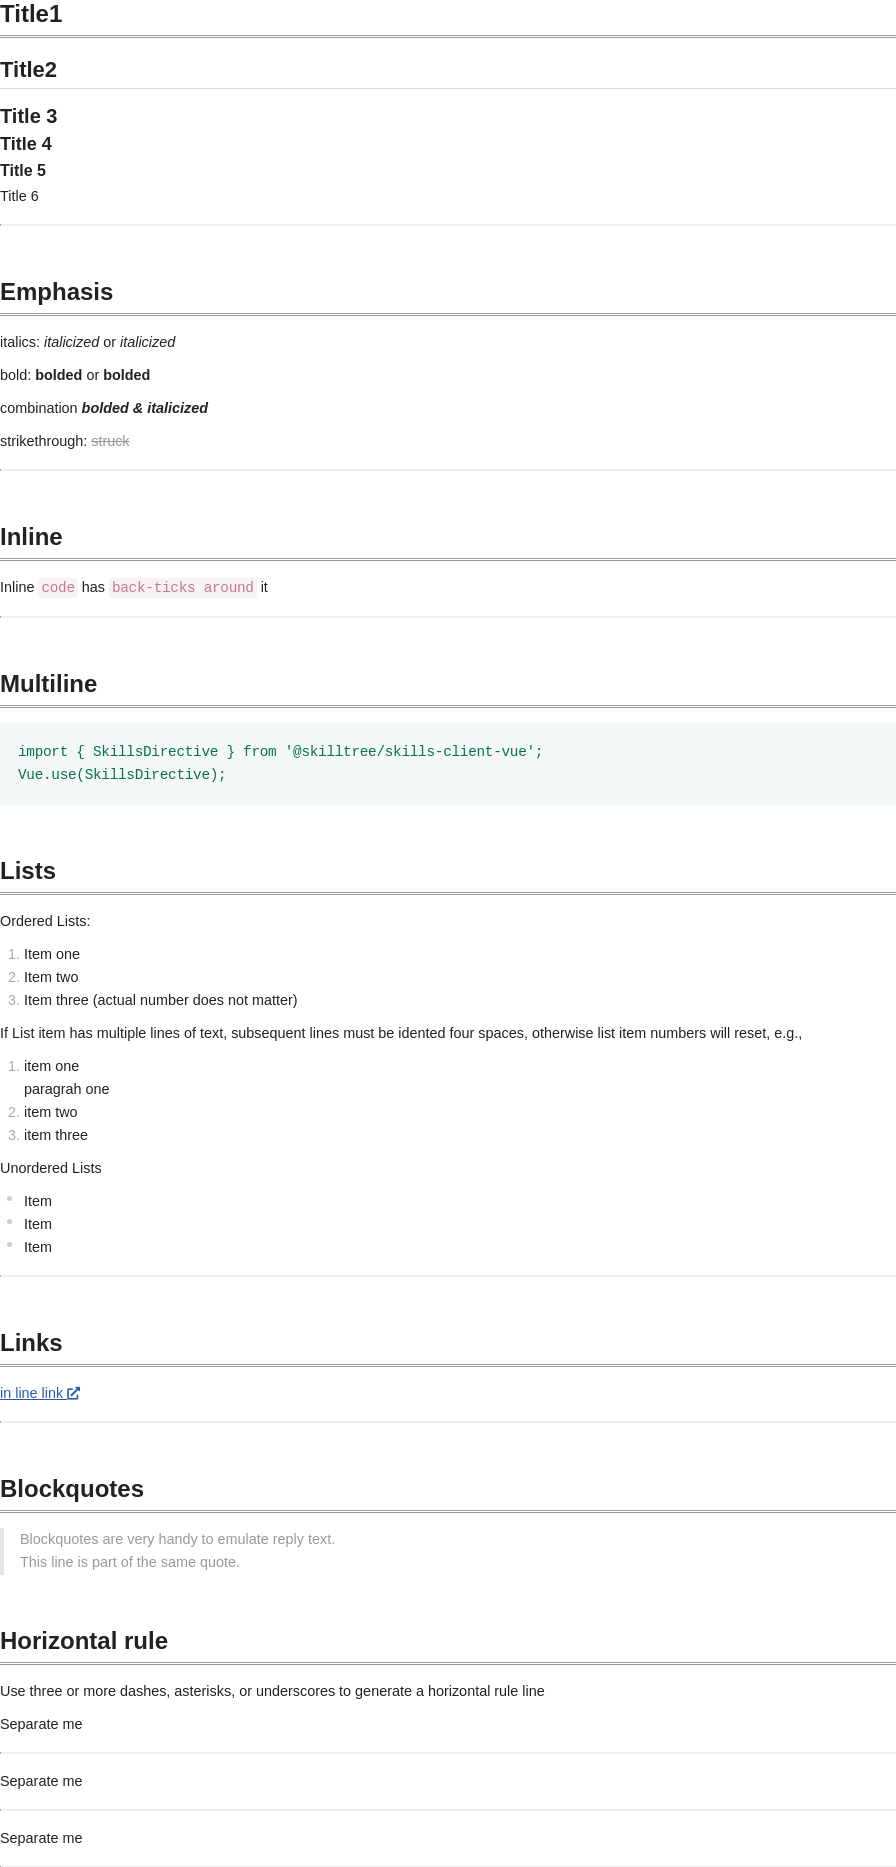 Title1
Title2
Title 3
Title 4
Title 5
Title 6
Emphasis
italics: italicized or italicized
bold: bolded or bolded
combination bolded & italicized
strikethrough: struck
Inline
Inline code has back-ticks around it
Multiline
import { SkillsDirective } from '@skilltree/skills-client-vue';
Vue.use(SkillsDirective);
Lists
Ordered Lists:
1. Item one
2. Item two
3. Item three (actual number does not matter)
If List item has multiple lines of text, subsequent lines must be idented four spaces, otherwise list item numbers will reset, e.g.,
1. item one
paragrah one
2. item two
3. item three
Unordered Lists
• Item
• Item
• Item
Links
in line link
Blockquotes
Blockquotes are very handy to emulate reply text.
This line is part of the same quote.
Horizontal rule
Use three or more dashes, asterisks, or underscores to generate a horizontal rule line
Separate me
Separate me
Separate me